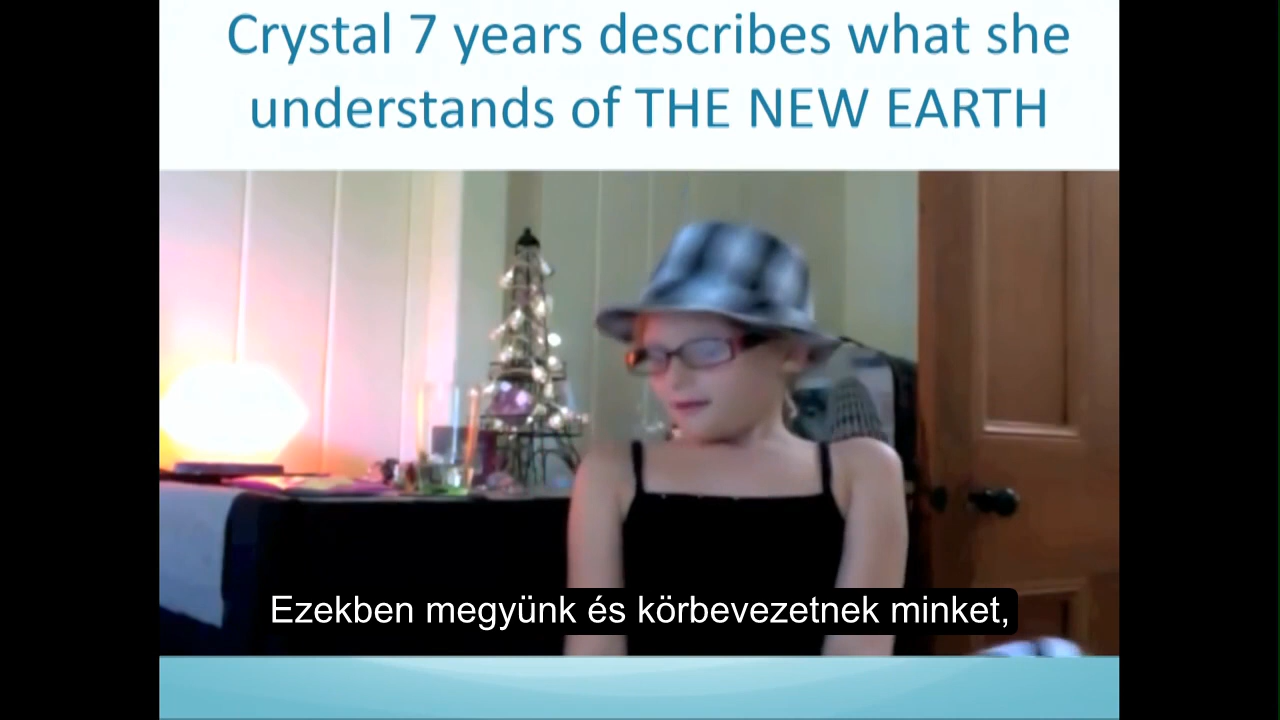 Crystal 7 years describes what she
understands of THE NEW EARTH
Ezekben megyünk és körbevezetnek minket,